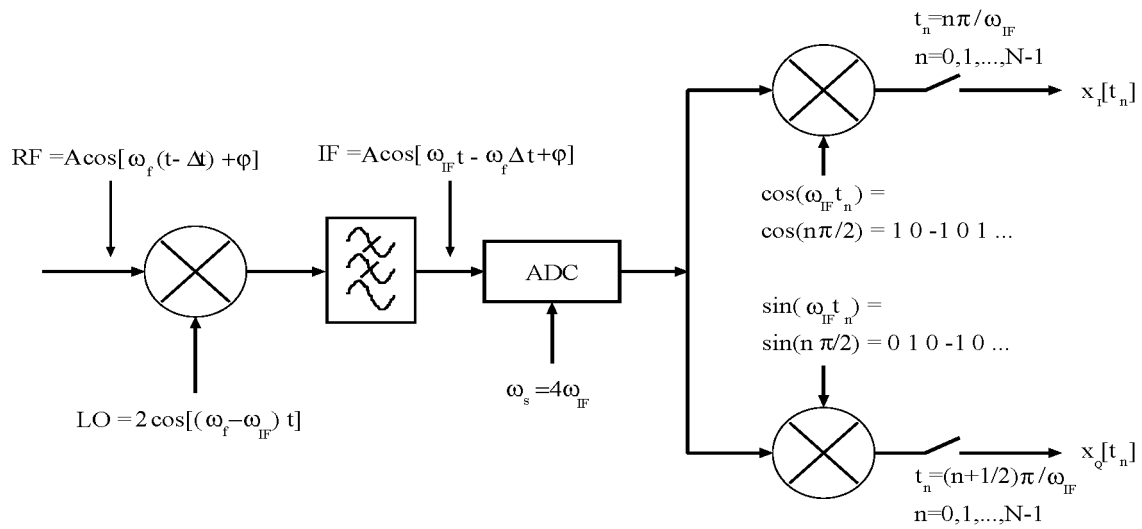 RF =Acos[ω_f (t- Δt) +φ]
LO =2cos[(ω_f−ω_IF) t]
IF =Acos[ω_IF t - ω_f Δt+φ]
ADC
ω_s =4ω_IF
t_n=nπ/ω_IF
n=0,1,...,N-1
x_I[t_n]
cos(ω_IF t_n) =
cos(nπ/2) = 1 0 -1 0 1 ...
sin(ω_IF t_n) =
sin(n π/2) = 0 1 0 -1 0 ...
x_Q[t_n]
t_n=(n+1/2)π/ω_IF
n=0,1,...,N-1